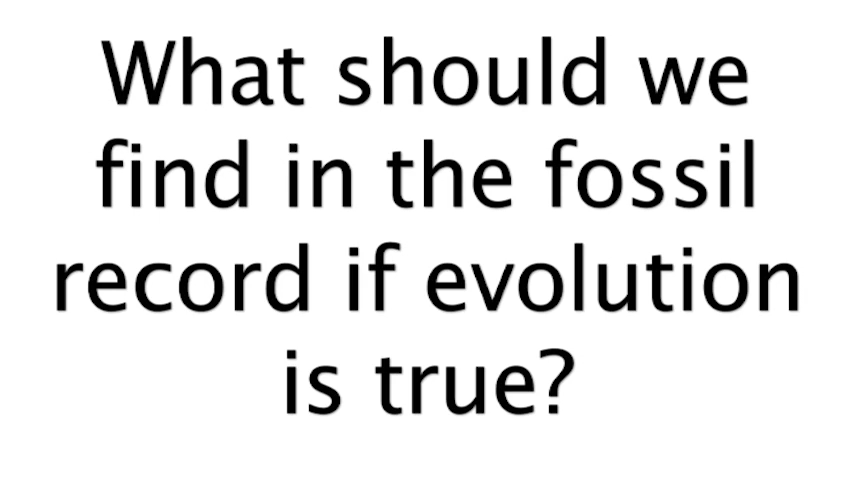 What should we
find in the fossil
record if evolution
is true?